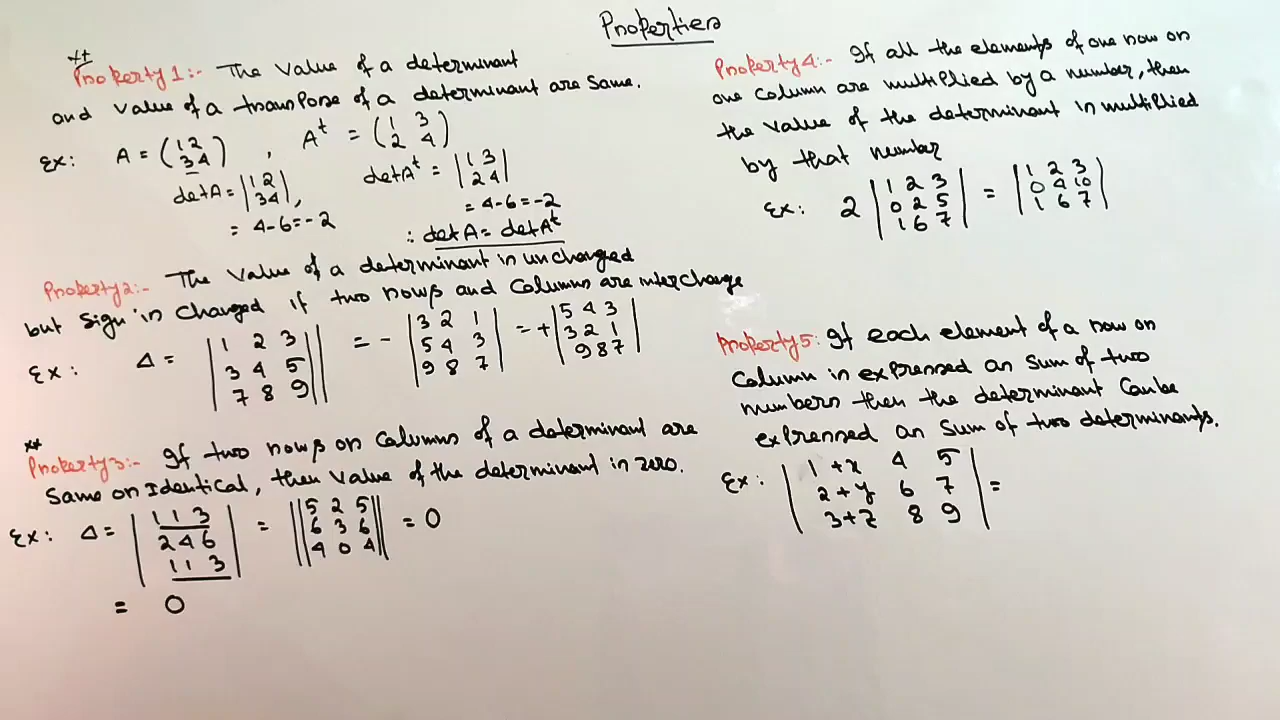 Properties
** Property 1:- The value of a determinant
and value of a transpose of a determinant are same.
Ex: A = (1 2 / 3 4) , Aᵗ = (1 3 / 2 4)
det A = |1 2 / 3 4|, det Aᵗ = |1 3 / 2 4|
= 4-6 = -2 = 4-6 = -2
∴ det A = det Aᵗ
Property 2:- The value of a determinant is unchanged
but sign is changed if two rows and columns are interchange
Ex: Δ = |1 2 3 / 3 4 5 / 7 8 9| = - |3 2 1 / 5 4 3 / 9 8 7| = + |5 4 3 / 3 2 1 / 9 8 7|
** Property 3:- If two rows or columns of a determinant are
same or identical, then value of the determinant is zero.
Ex: Δ = |1 1 3 / 2 4 6 / 1 1 3| = |5 2 5 / 6 3 6 / 4 0 4| = 0
= 0
Property 4:- If all the elements of one row or
one column are multiplied by a number, then
the value of the determinant is multiplied
by that number
Ex: 2 |1 2 3 / 0 2 5 / 1 6 7| = |1 2 3 / 0 4 10 / 1 6 7|
Property 5: If each element of a row or
column is expressed as sum of two
numbers then the determinant can be
expressed as sum of two determinants.
Ex: |1+x 4 5 / 2+y 6 7 / 3+z 8 9| =